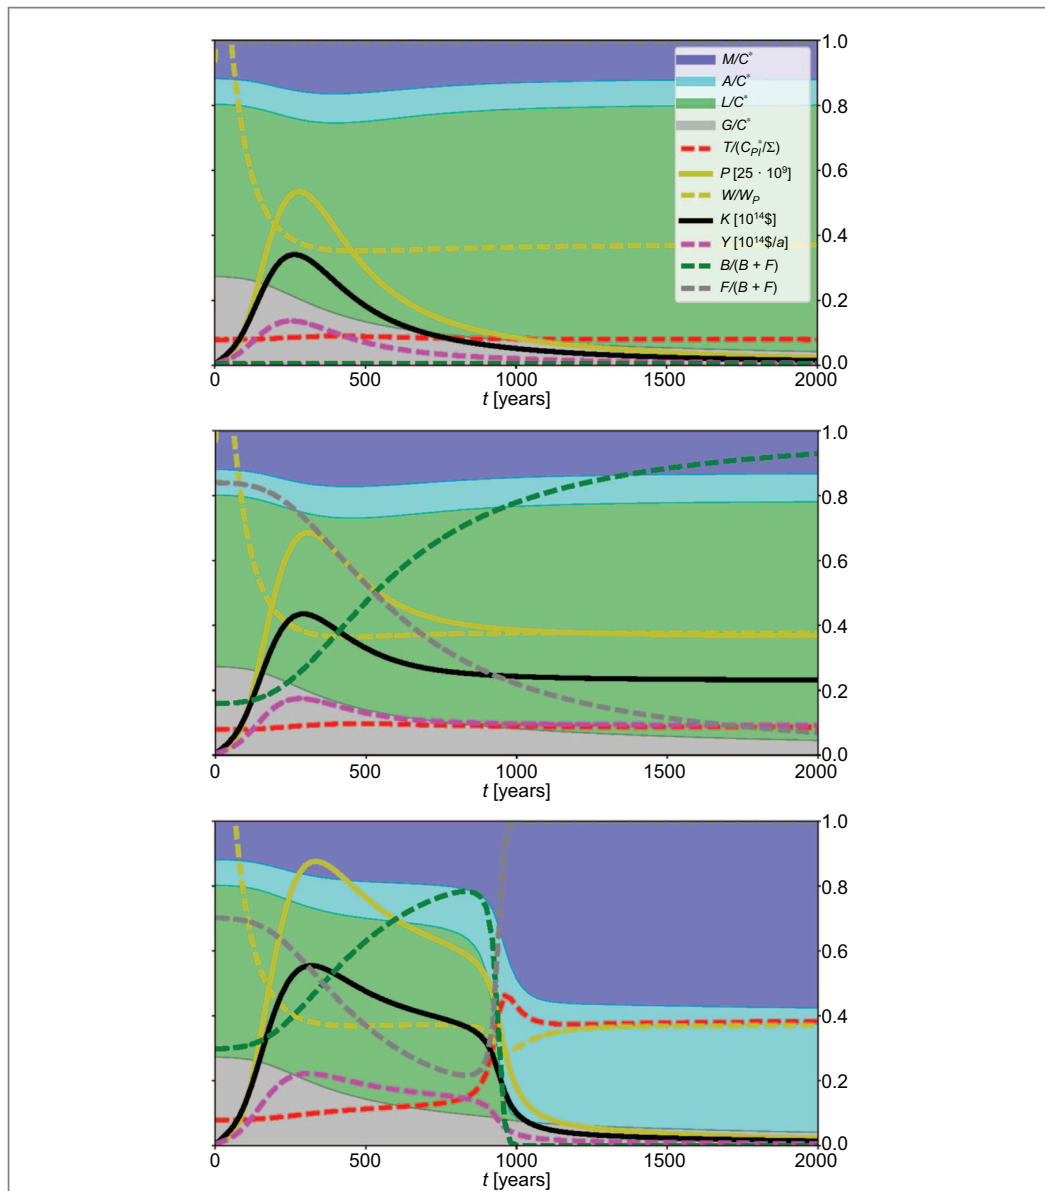 1.0
M/C*
A/C*
L/C*
G/C*
T/(C*PI/Σ)
P [25 · 10⁹]
W/WP
K [10¹⁴$]
Y [10¹⁴$/a]
B/(B + F)
F/(B + F)
0.8
0.6
0.4
0.2
0.0
0 500 1000 1500 2000
t [years]
1.0
0.8
0.6
0.4
0.2
0.0
0 500 1000 1500 2000
t [years]
1.0
0.8
0.6
0.4
0.2
0.0
0 500 1000 1500 2000
t [years]